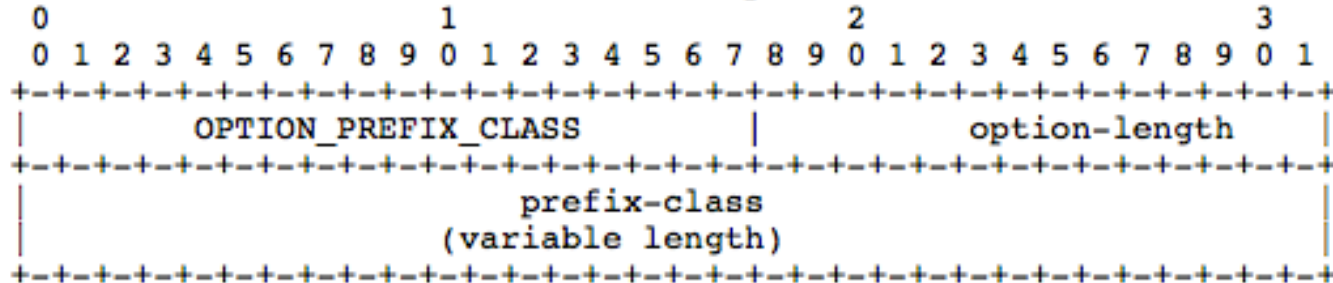 0                   1                   2                   3
 0 1 2 3 4 5 6 7 8 9 0 1 2 3 4 5 6 7 8 9 0 1 2 3 4 5 6 7 8 9 0 1
+-+-+-+-+-+-+-+-+-+-+-+-+-+-+-+-+-+-+-+-+-+-+-+-+-+-+-+-+-+-+-+-+
|        OPTION_PREFIX_CLASS        |          option-length    |
+-+-+-+-+-+-+-+-+-+-+-+-+-+-+-+-+-+-+-+-+-+-+-+-+-+-+-+-+-+-+-+-+
|                        prefix-class                           |
|                    (variable length)                          |
+-+-+-+-+-+-+-+-+-+-+-+-+-+-+-+-+-+-+-+-+-+-+-+-+-+-+-+-+-+-+-+-+